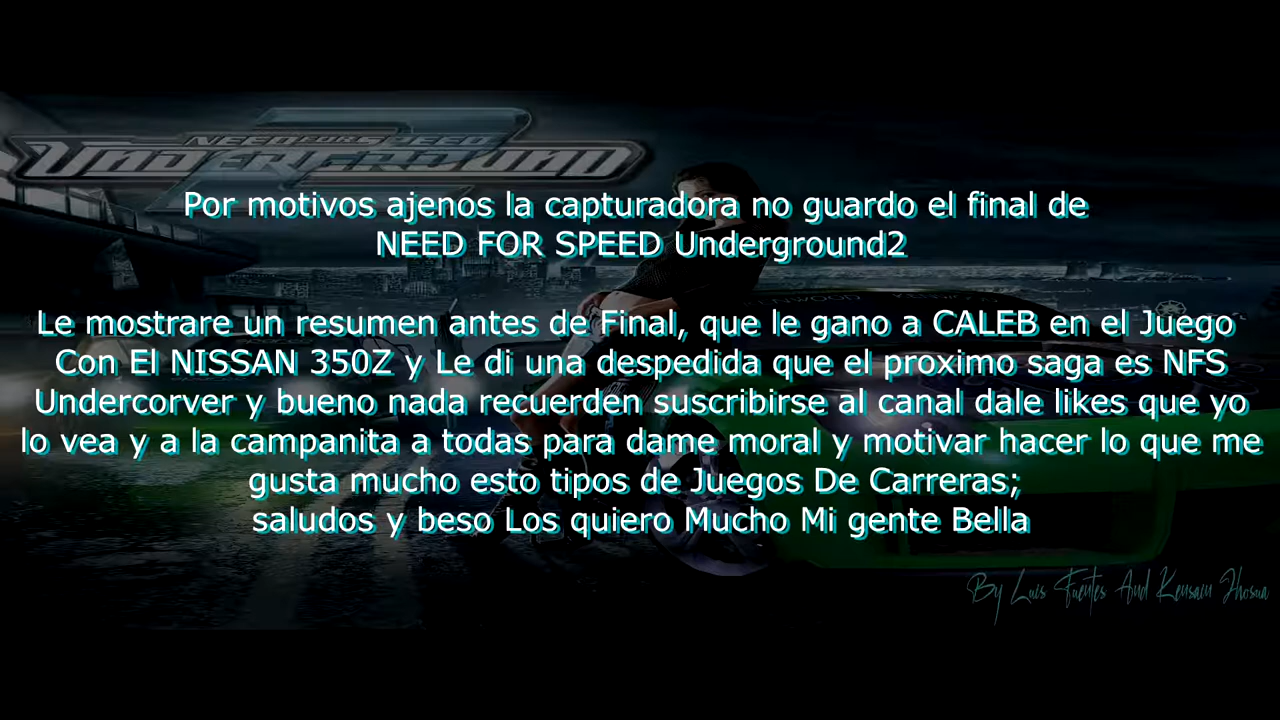 NEED FOR SPEED
UNDERGROUND
2
Por motivos ajenos la capturadora no guardo el final de
NEED FOR SPEED Underground2
Le mostrare un resumen antes de Final, que le gano a CALEB en el Juego
Con El NISSAN 350Z y Le di una despedida que el proximo saga es NFS
Undercorver y bueno nada recuerden suscribirse al canal dale likes que yo
lo vea y a la campanita a todas para dame moral y motivar hacer lo que me
gusta mucho esto tipos de Juegos De Carreras;
saludos y beso Los quiero Mucho Mi gente Bella
By Luis Fuentes And Kensain Jhosua